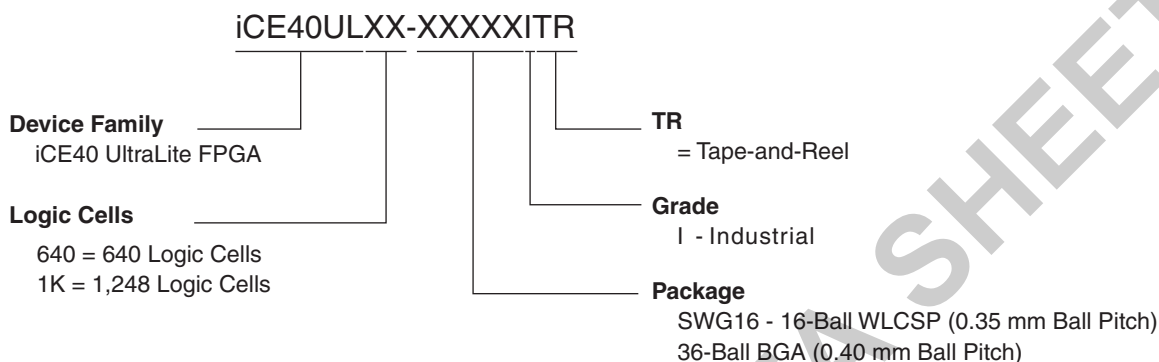 iCE40ULXX-XXXXXITR
Device Family
iCE40 UltraLite FPGA
Logic Cells
640 = 640 Logic Cells
1K = 1,248 Logic Cells
TR
= Tape-and-Reel
Grade
I - Industrial
Package
SWG16 - 16-Ball WLCSP (0.35 mm Ball Pitch)
36-Ball BGA (0.40 mm Ball Pitch)
SHEET